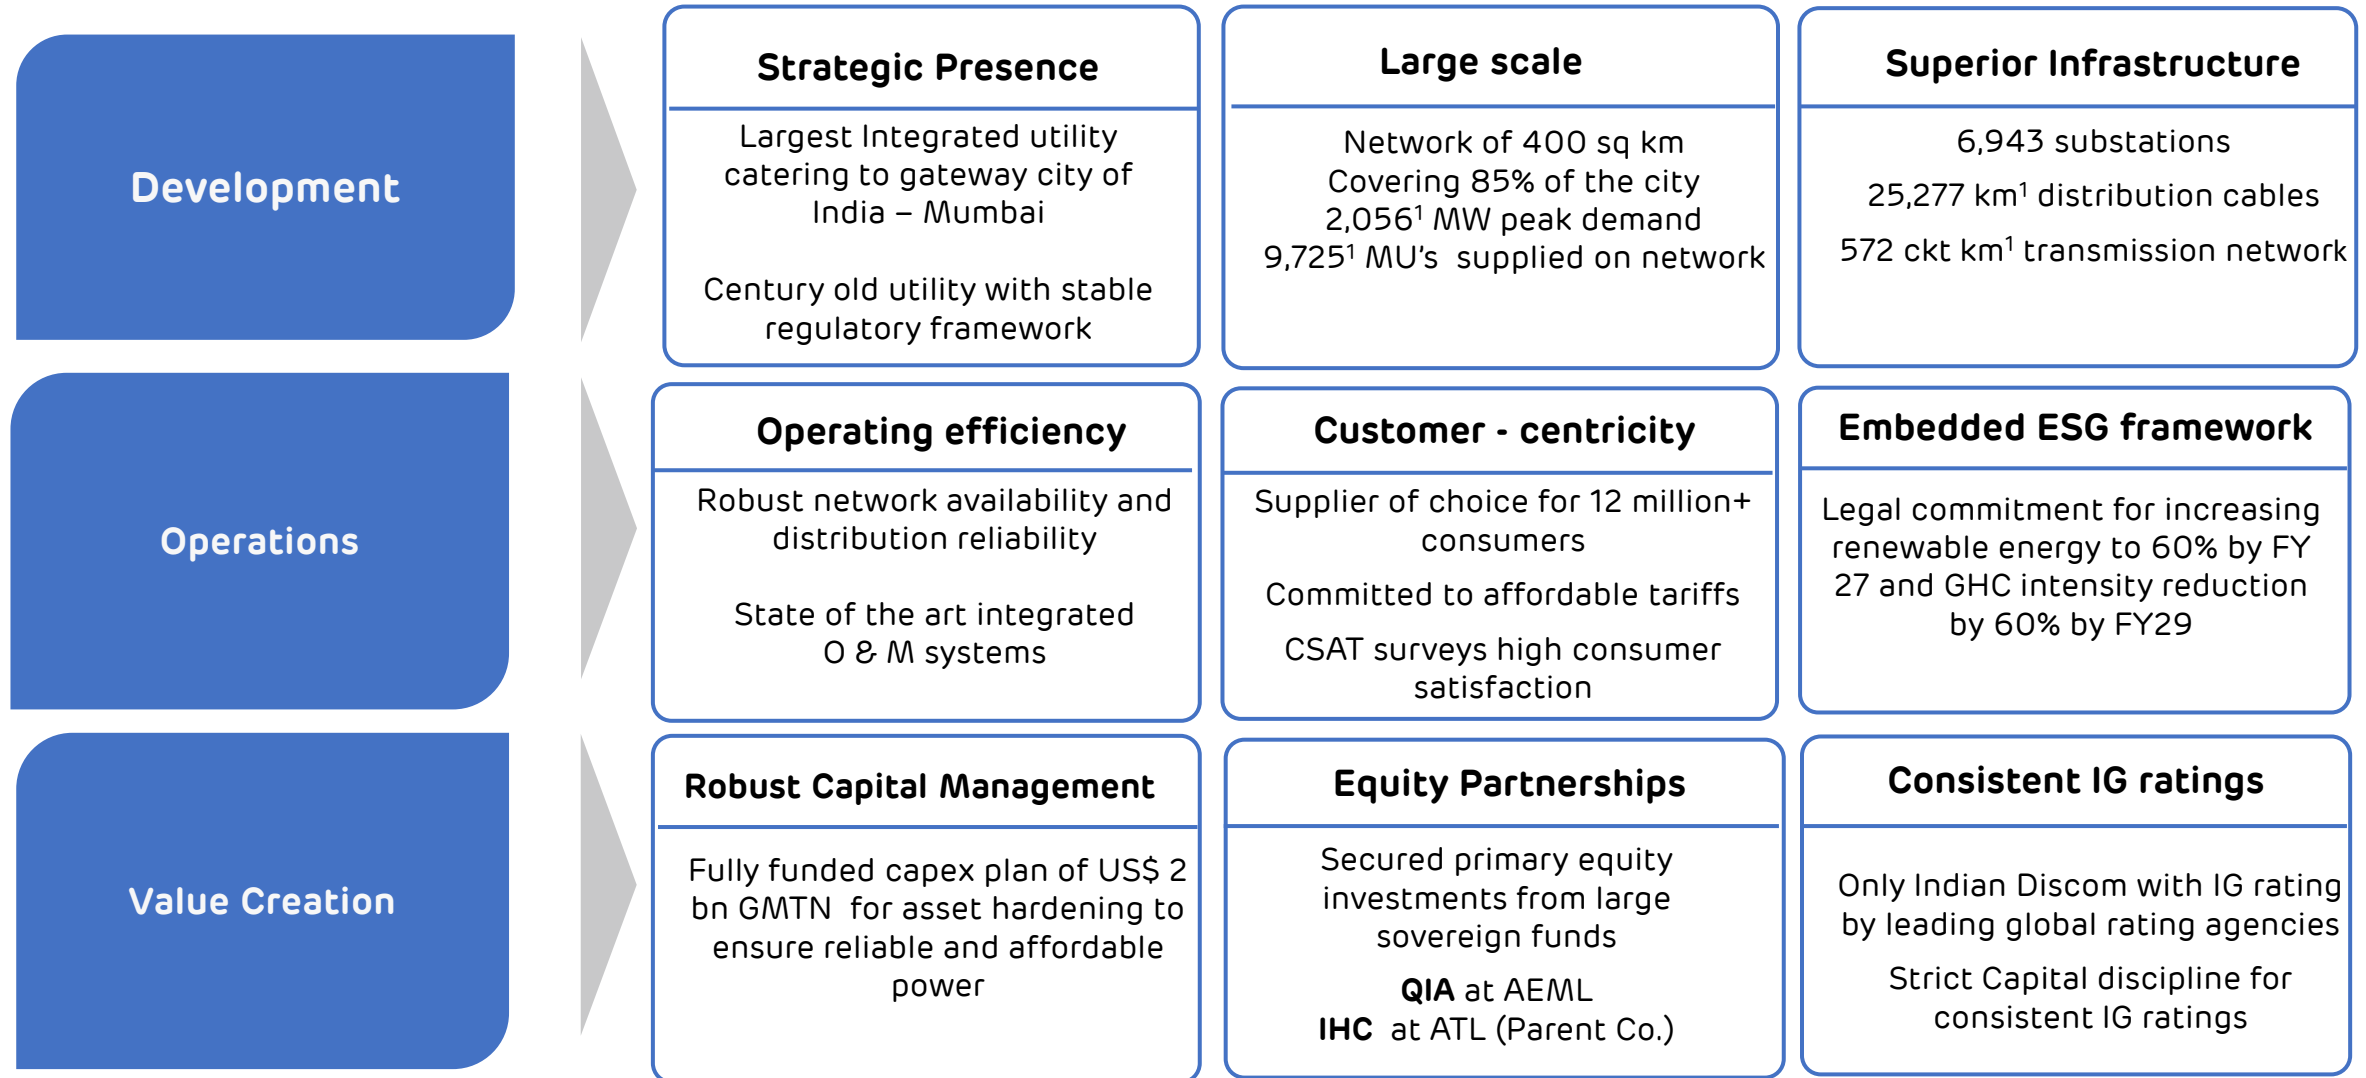 Development
Strategic Presence
Largest Integrated utility
catering to gateway city of
India – Mumbai
Century old utility with stable
regulatory framework
Large scale
Network of 400 sq km
Covering 85% of the city
2,056¹ MW peak demand
9,725¹ MU's supplied on network
Superior Infrastructure
6,943 substations
25,277 km¹ distribution cables
572 ckt km¹ transmission network
Operations
Operating efficiency
Robust network availability and
distribution reliability
State of the art integrated
O & M systems
Customer - centricity
Supplier of choice for 12 million+
consumers
Committed to affordable tariffs
CSAT surveys high consumer
satisfaction
Embedded ESG framework
Legal commitment for increasing
renewable energy to 60% by FY
27 and GHC intensity reduction
by 60% by FY29
Value Creation
Robust Capital Management
Fully funded capex plan of US$ 2
bn GMTN for asset hardening to
ensure reliable and affordable
power
Equity Partnerships
Secured primary equity
investments from large
sovereign funds
QIA at AEML
IHC at ATL (Parent Co.)
Consistent IG ratings
Only Indian Discom with IG rating
by leading global rating agencies
Strict Capital discipline for
consistent IG ratings